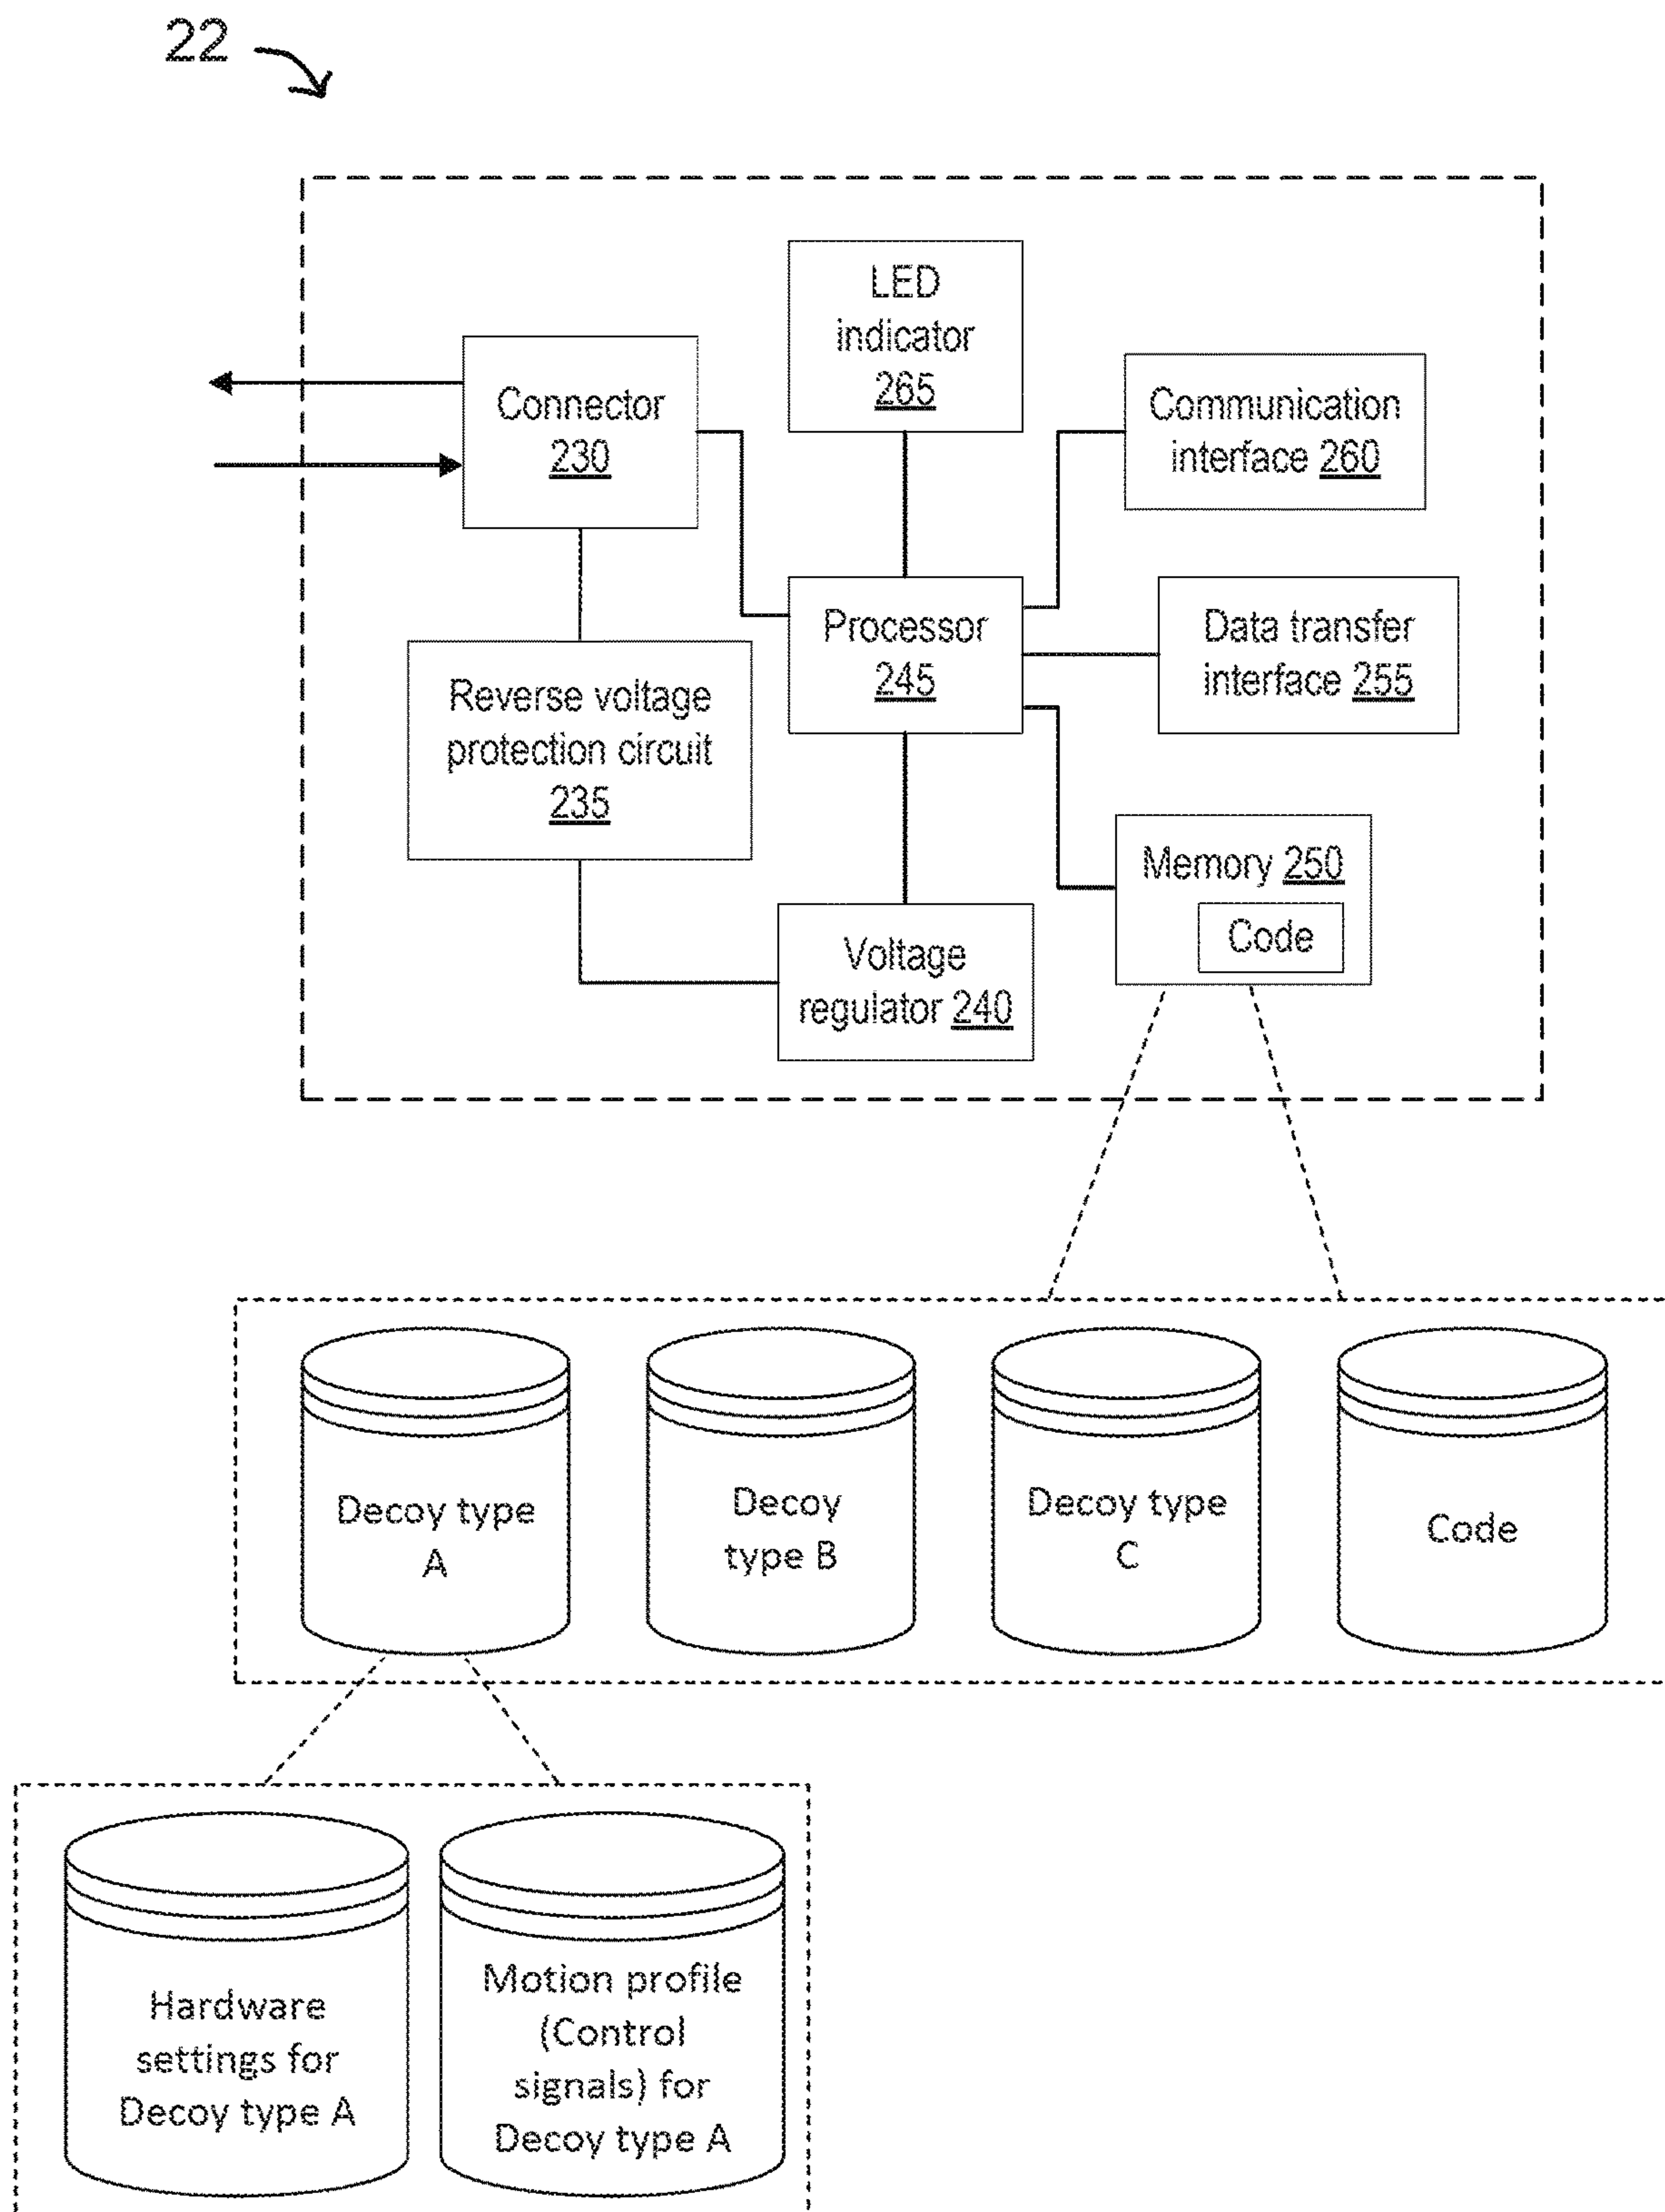 22
LED
indicator
265
Connector
230
Communication
interface 260
Processor
245
Data transfer
interface 255
Reverse voltage
protection circuit
235
Memory 250
Code
Voltage
regulator 240
Decoy type
A
Decoy
type B
Decoy type
C
Code
Hardware
settings for
Decoy type A
Motion profile
(Control
signals) for
Decoy type A